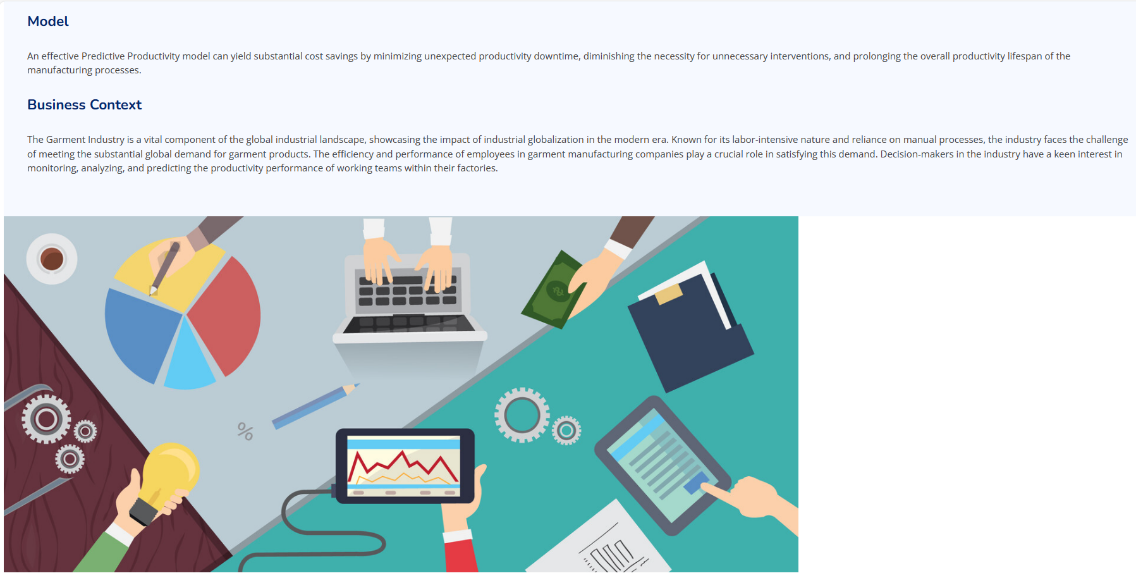 Model
An effective Predictive Productivity model can yield substantial cost savings by minimizing unexpected productivity downtime, diminishing the necessity for unnecessary interventions, and prolonging the overall productivity lifespan of the
manufacturing processes.
Business Context
The Garment Industry is a vital component of the global industrial landscape, showcasing the impact of industrial globalization in the modern era. Known for its labor-intensive nature and reliance on manual processes, the industry faces the challenge
of meeting the substantial global demand for garment products. The efficiency and performance of employees in garment manufacturing companies play a crucial role in satisfying this demand. Decision-makers in the industry have a keen interest in
monitoring, analyzing, and predicting the productivity performance of working teams within their factories.
%